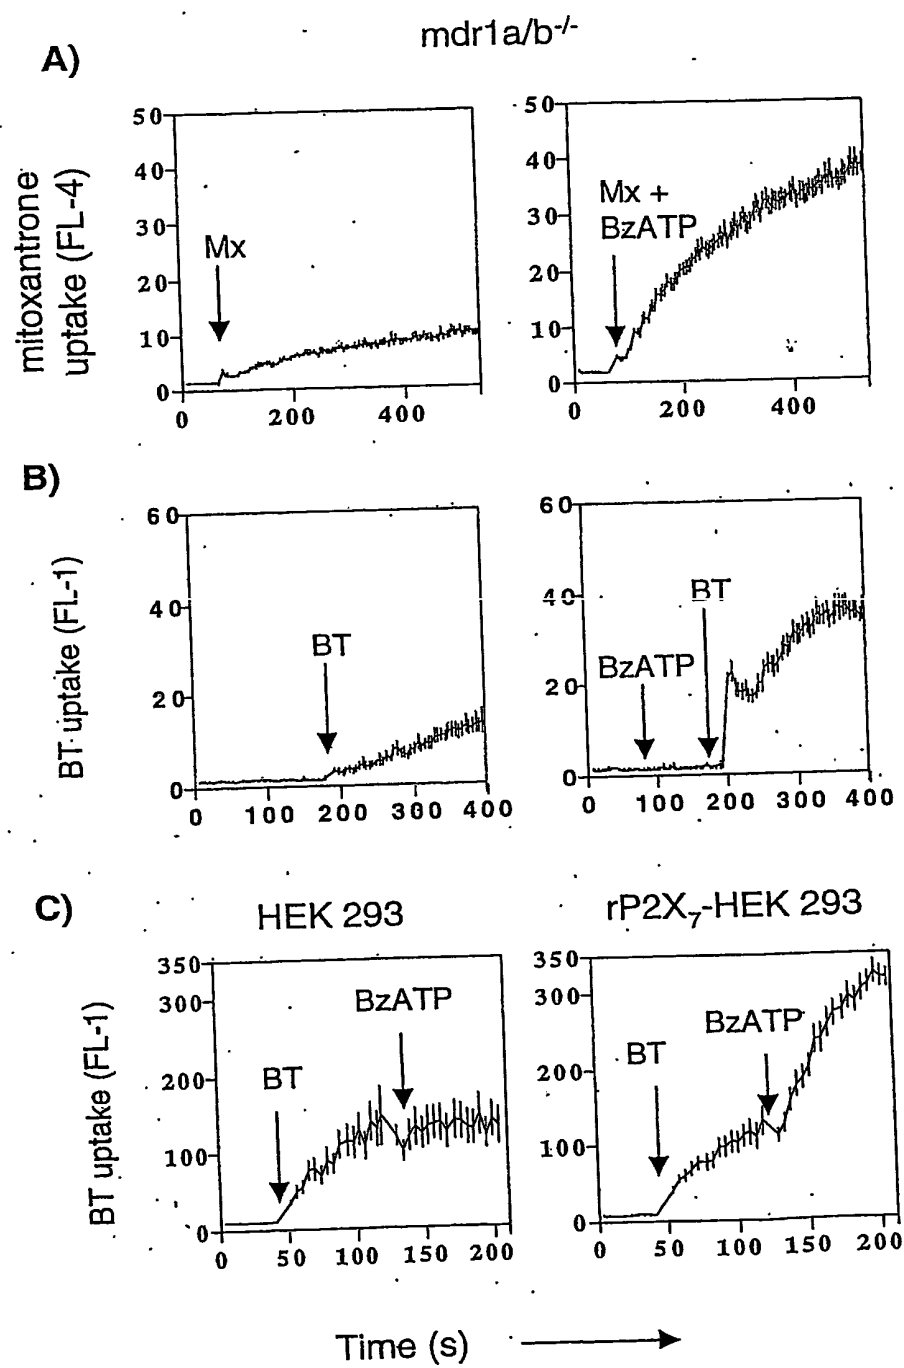 mdr1a/b-/-
A)
mitoxantrone
uptake (FL-4)
50
40
30
20
10
0
Mx
0 200 400
50
40
30
20
10
0
Mx +
BzATP
0 200 400
B)
BT uptake (FL-1)
60
40
20
0
BT
0 100 200 300 400
60
40
20
0
BT
BzATP
0 100 200 300 400
C)
HEK 293
BT uptake (FL-1)
350
300
200
100
0
BzATP
BT
0 50 100 150 200
rP2X7-HEK 293
350
300
200
100
0
BzATP
BT
0 50 100 150 200
Time (s)